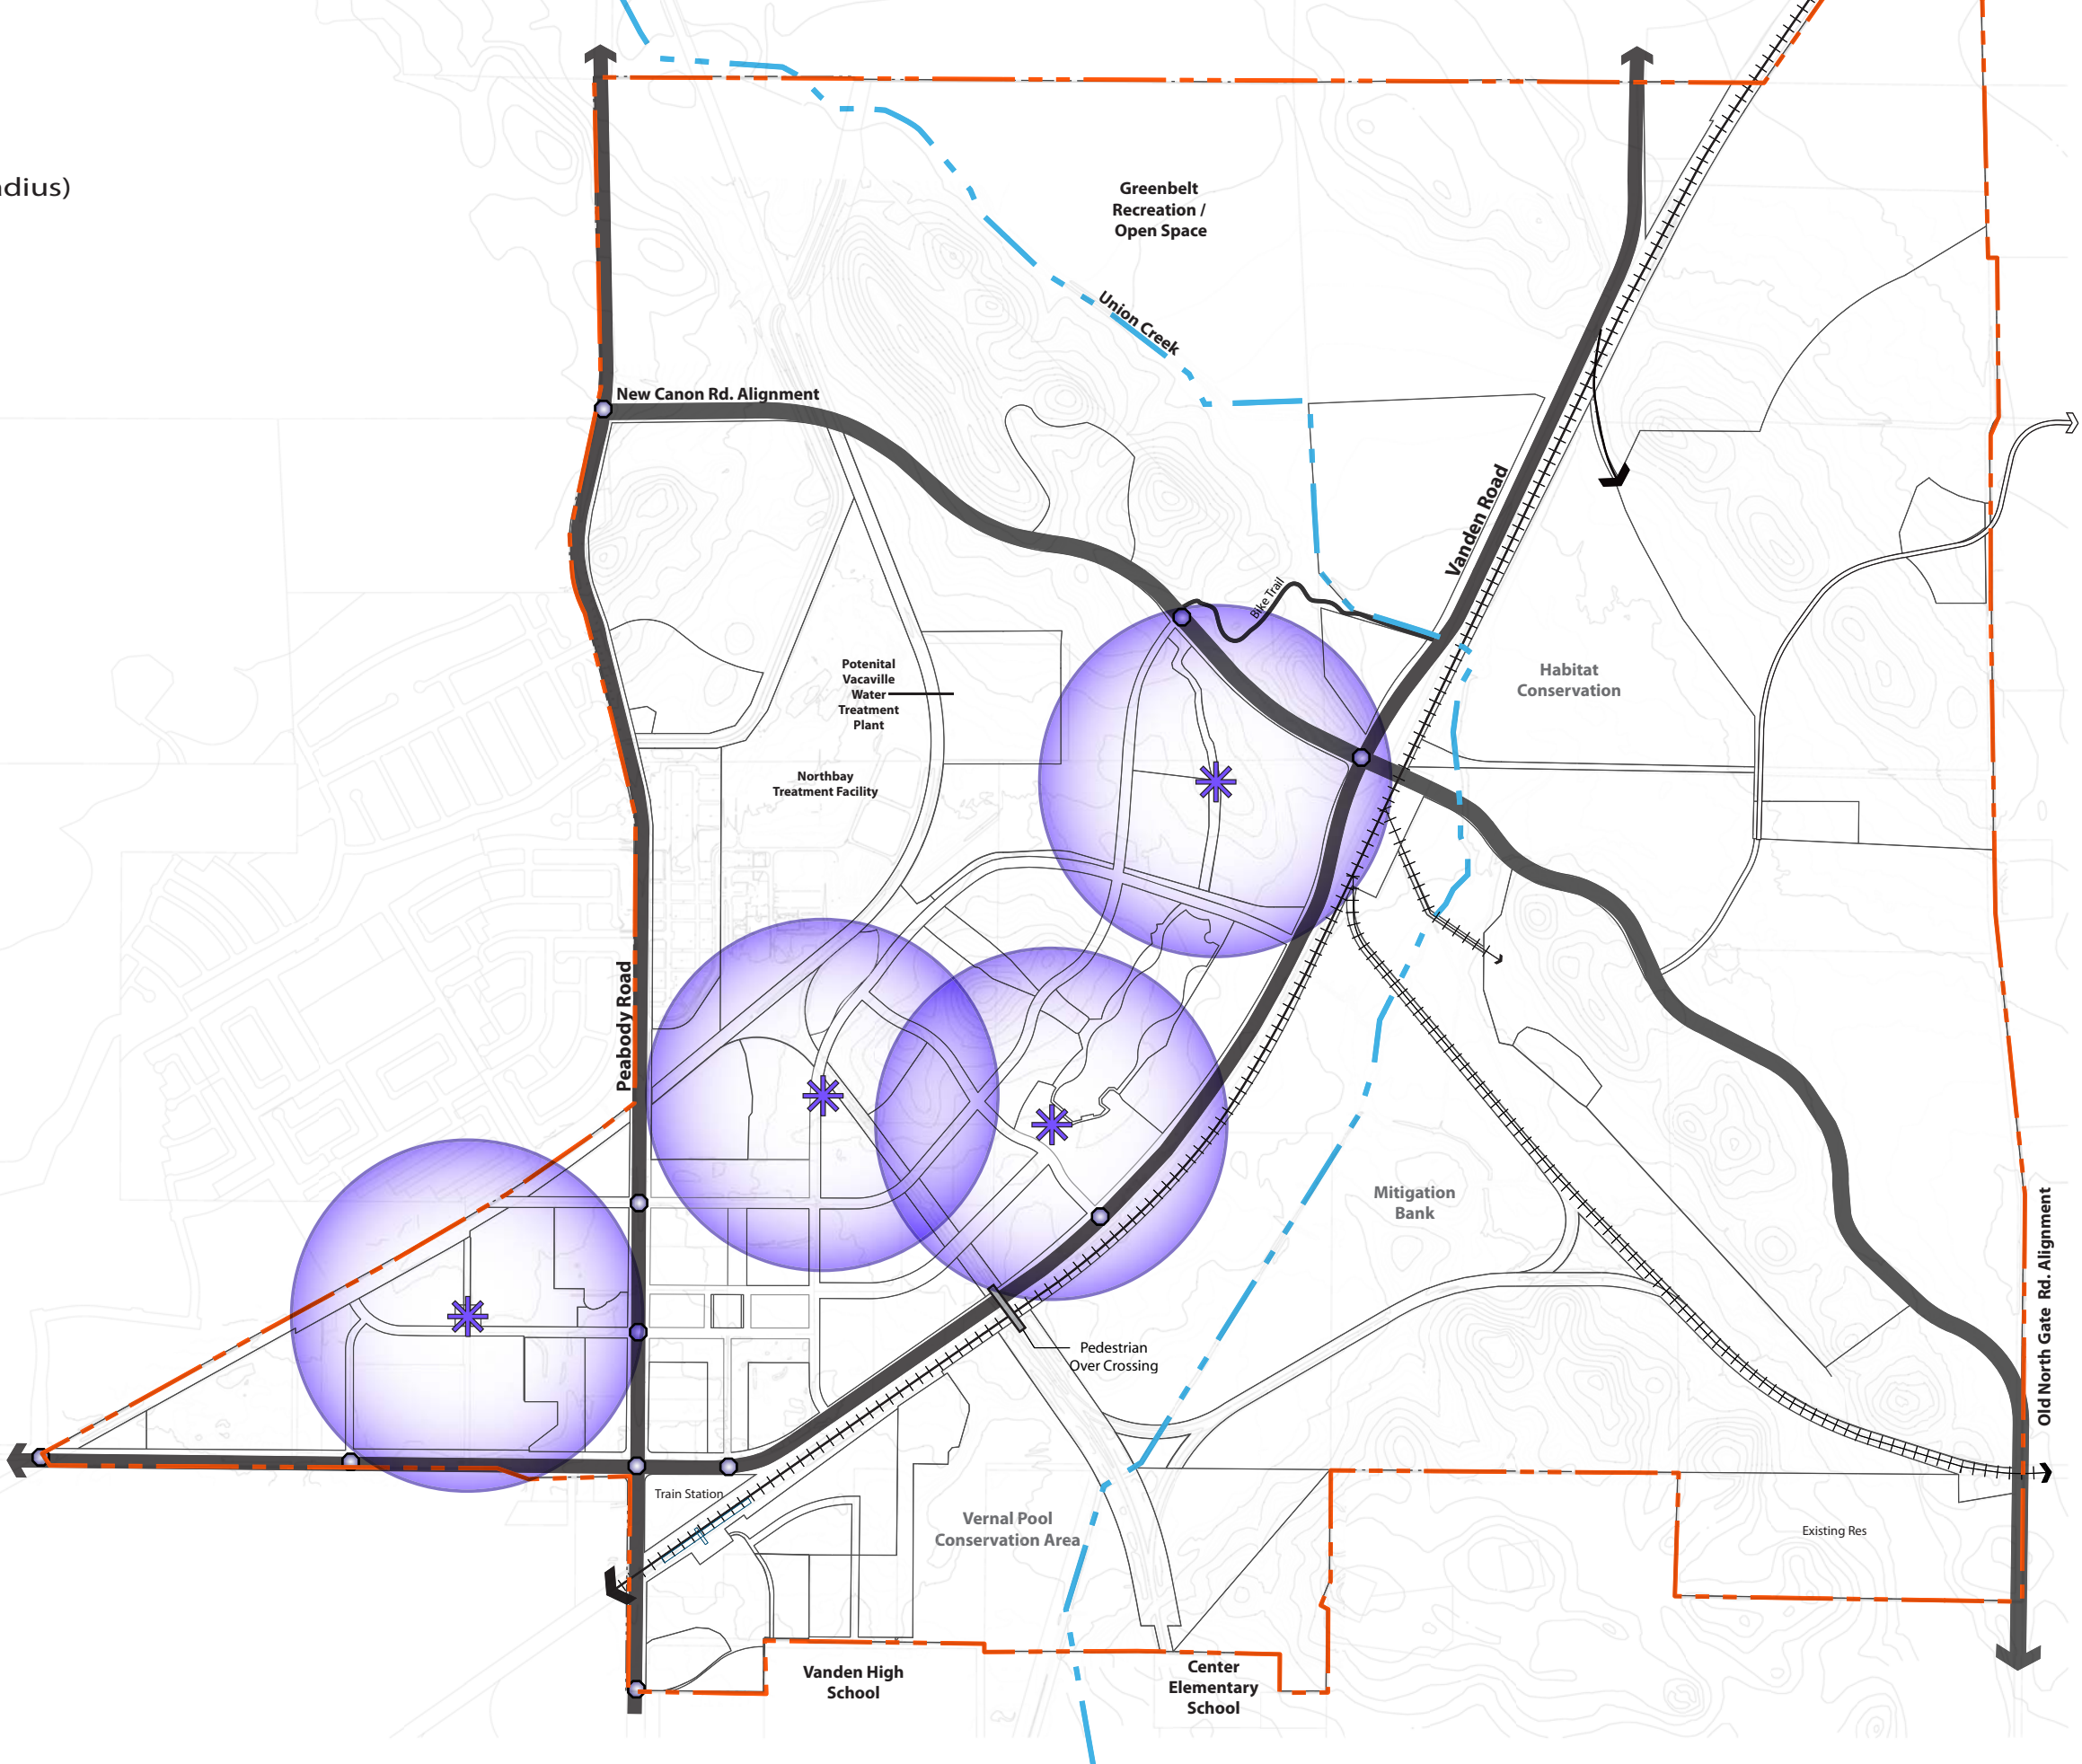 dius)
Greenbelt
Recreation /
Open Space
Union Creek
New Canon Rd. Alignment
Vanden Road
Bike Trail
Potenital
Vacaville
Water
Treatment
Plant
Habitat
Conservation
Northbay
Treatment Facility
Peabody Road
Mitigation
Bank
Old North Gate Rd. Alignment
Pedestrian
Over Crossing
Train Station
Vernal Pool
Conservation Area
Existing Res
Vanden High
School
Center
Elementary
School